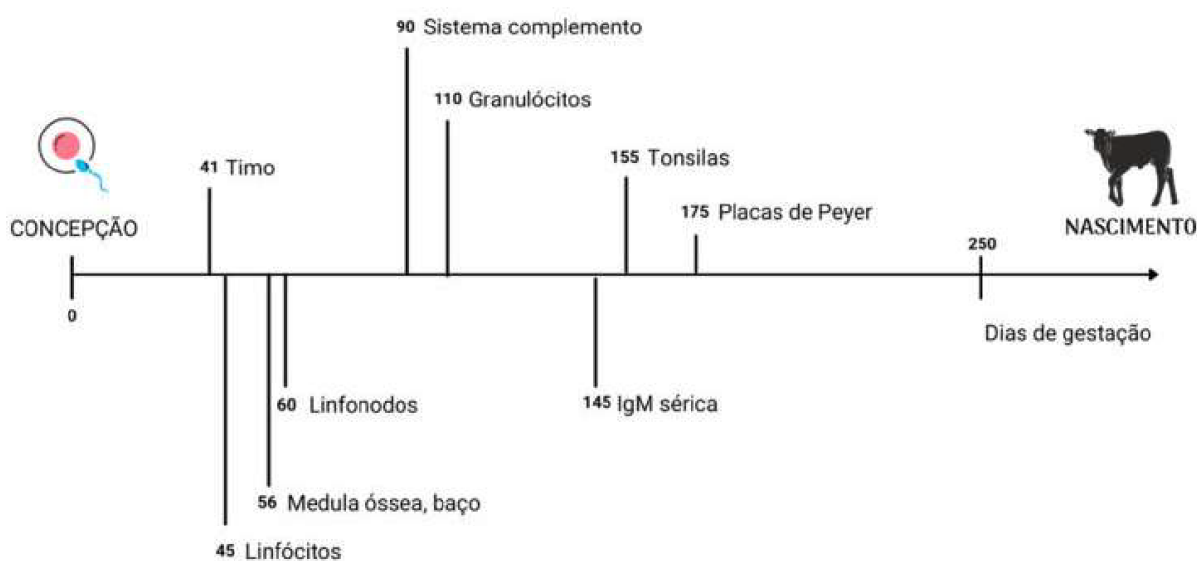 90 Sistema complemento
110 Granulócitos
41 Timo
155 Tonsilas
175 Placas de Peyer
CONCEPÇÃO
NASCIMENTO
250
0
Dias de gestação
60 Linfonodos
145 IgM sérica
56 Medula óssea, baço
45 Linfócitos